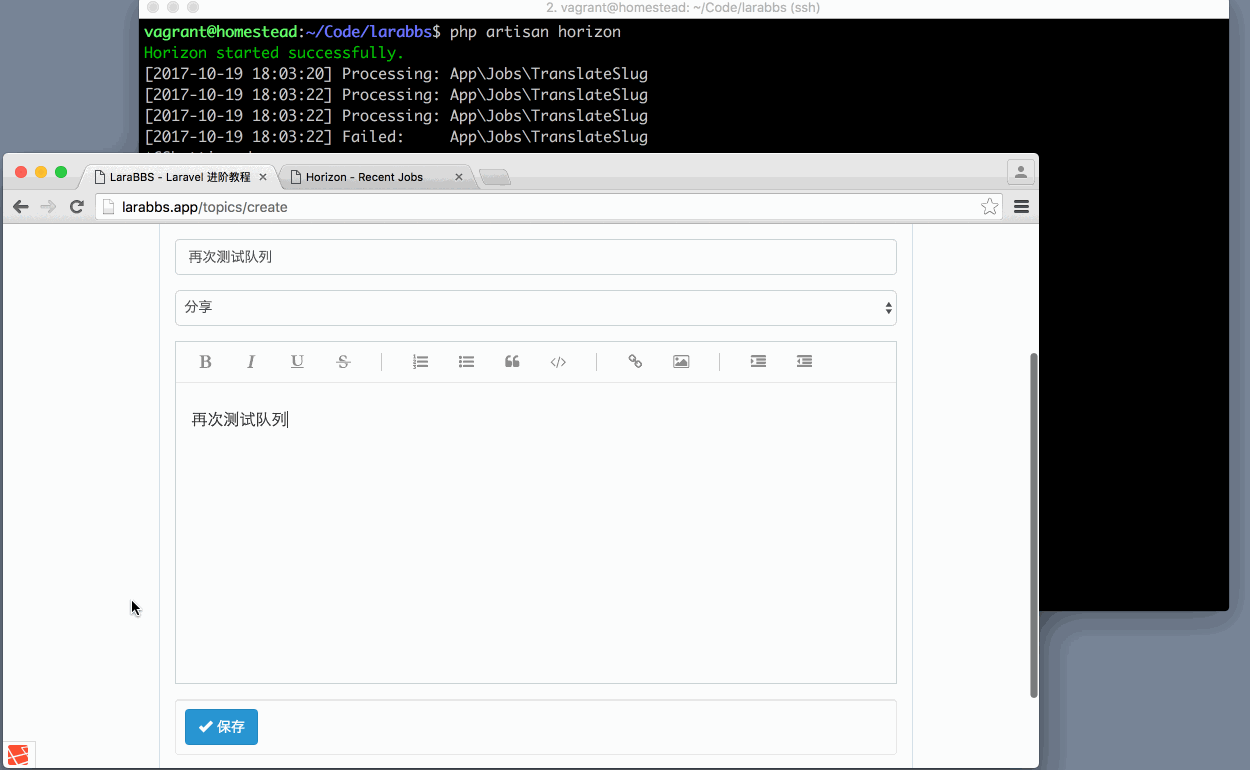 2. vagrant@homestead: ~/Code/larabbs (ssh)
vagrant@homestead:~/Code/larabbs$ php artisan horizon
Horizon started successfully.
[2017-10-19 18:03:20] Processing: App\Jobs\TranslateSlug
[2017-10-19 18:03:22] Processing: App\Jobs\TranslateSlug
[2017-10-19 18:03:22] Processing: App\Jobs\TranslateSlug
[2017-10-19 18:03:22] Failed:     App\Jobs\TranslateSlug
LaraBBS - Laravel 进阶教程
Horizon - Recent Jobs
larabbs.app/topics/create
再次测试队列
分享
B I U S
再次测试队列
保存